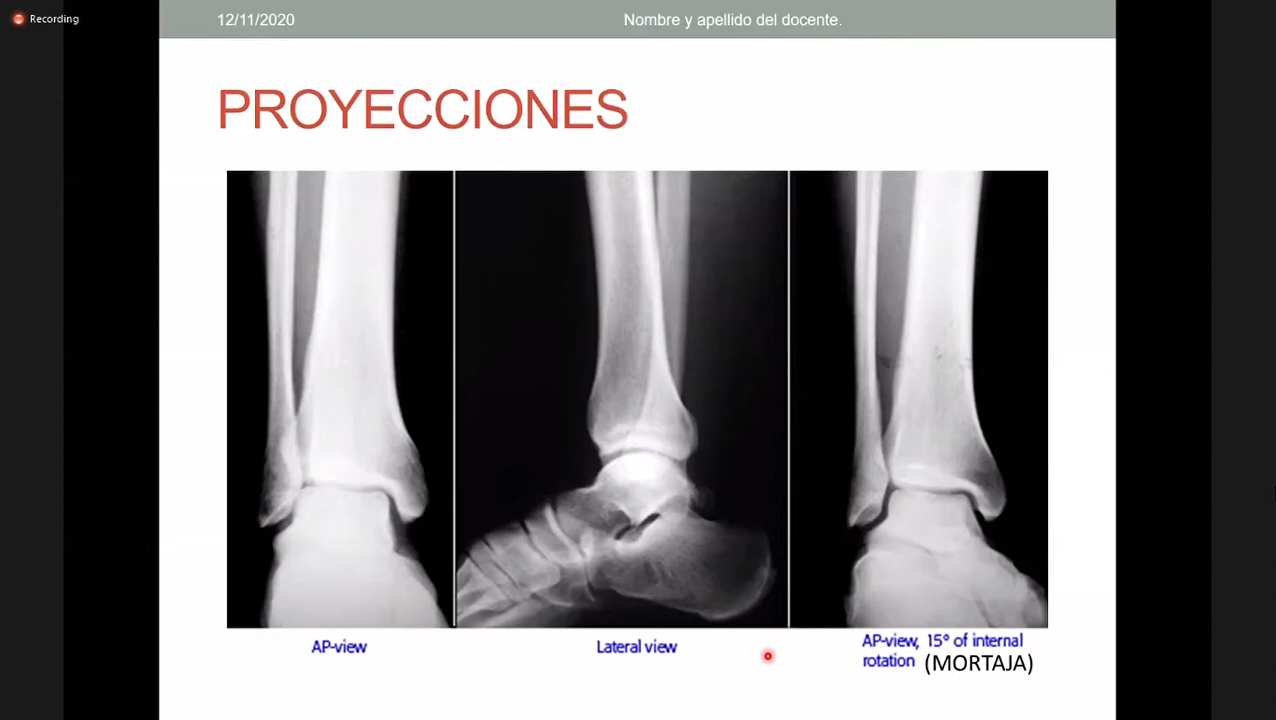 Recording
12/11/2020
Nombre y apellido del docente.
PROYECCIONES
AP-view
Lateral view
AP-view, 15º of internal
rotation (MORTAJA)